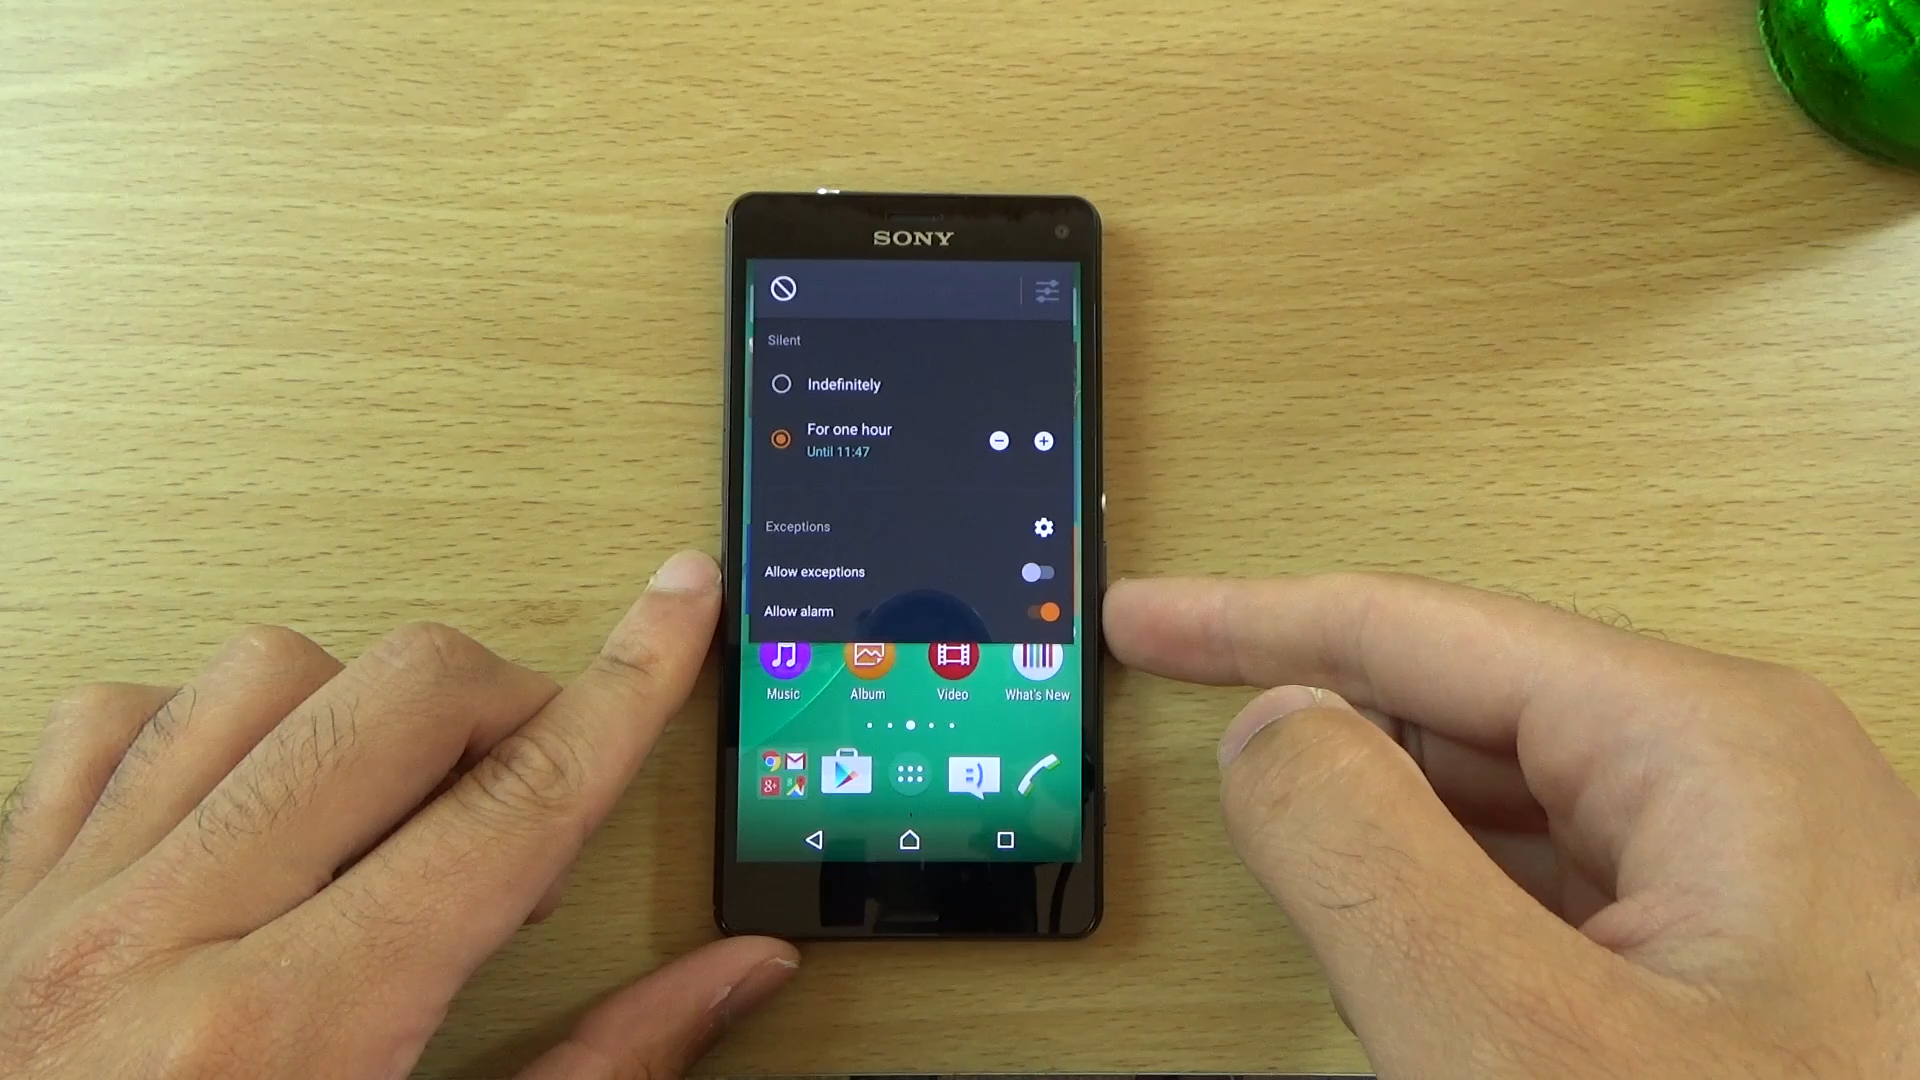 SONY
Silent
Indefinitely
For one hour
Until 11:47
Exceptions
Allow exceptions
Allow alarm
Music Album Video What's New